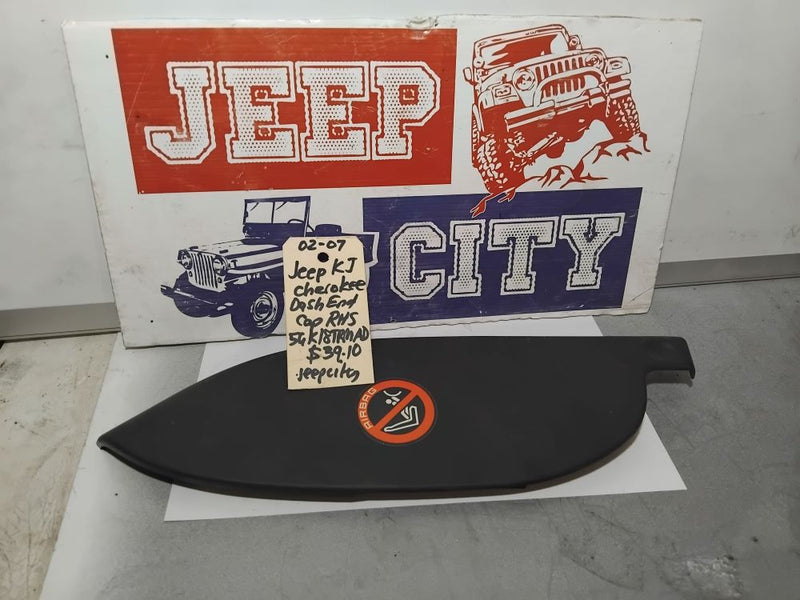 JEEP
CITY
02-07
Jeep KJ
Cherokee
Dash End
Cap RHS
5GK18TRMAD
$39.10
jeepcity
AIRBAG